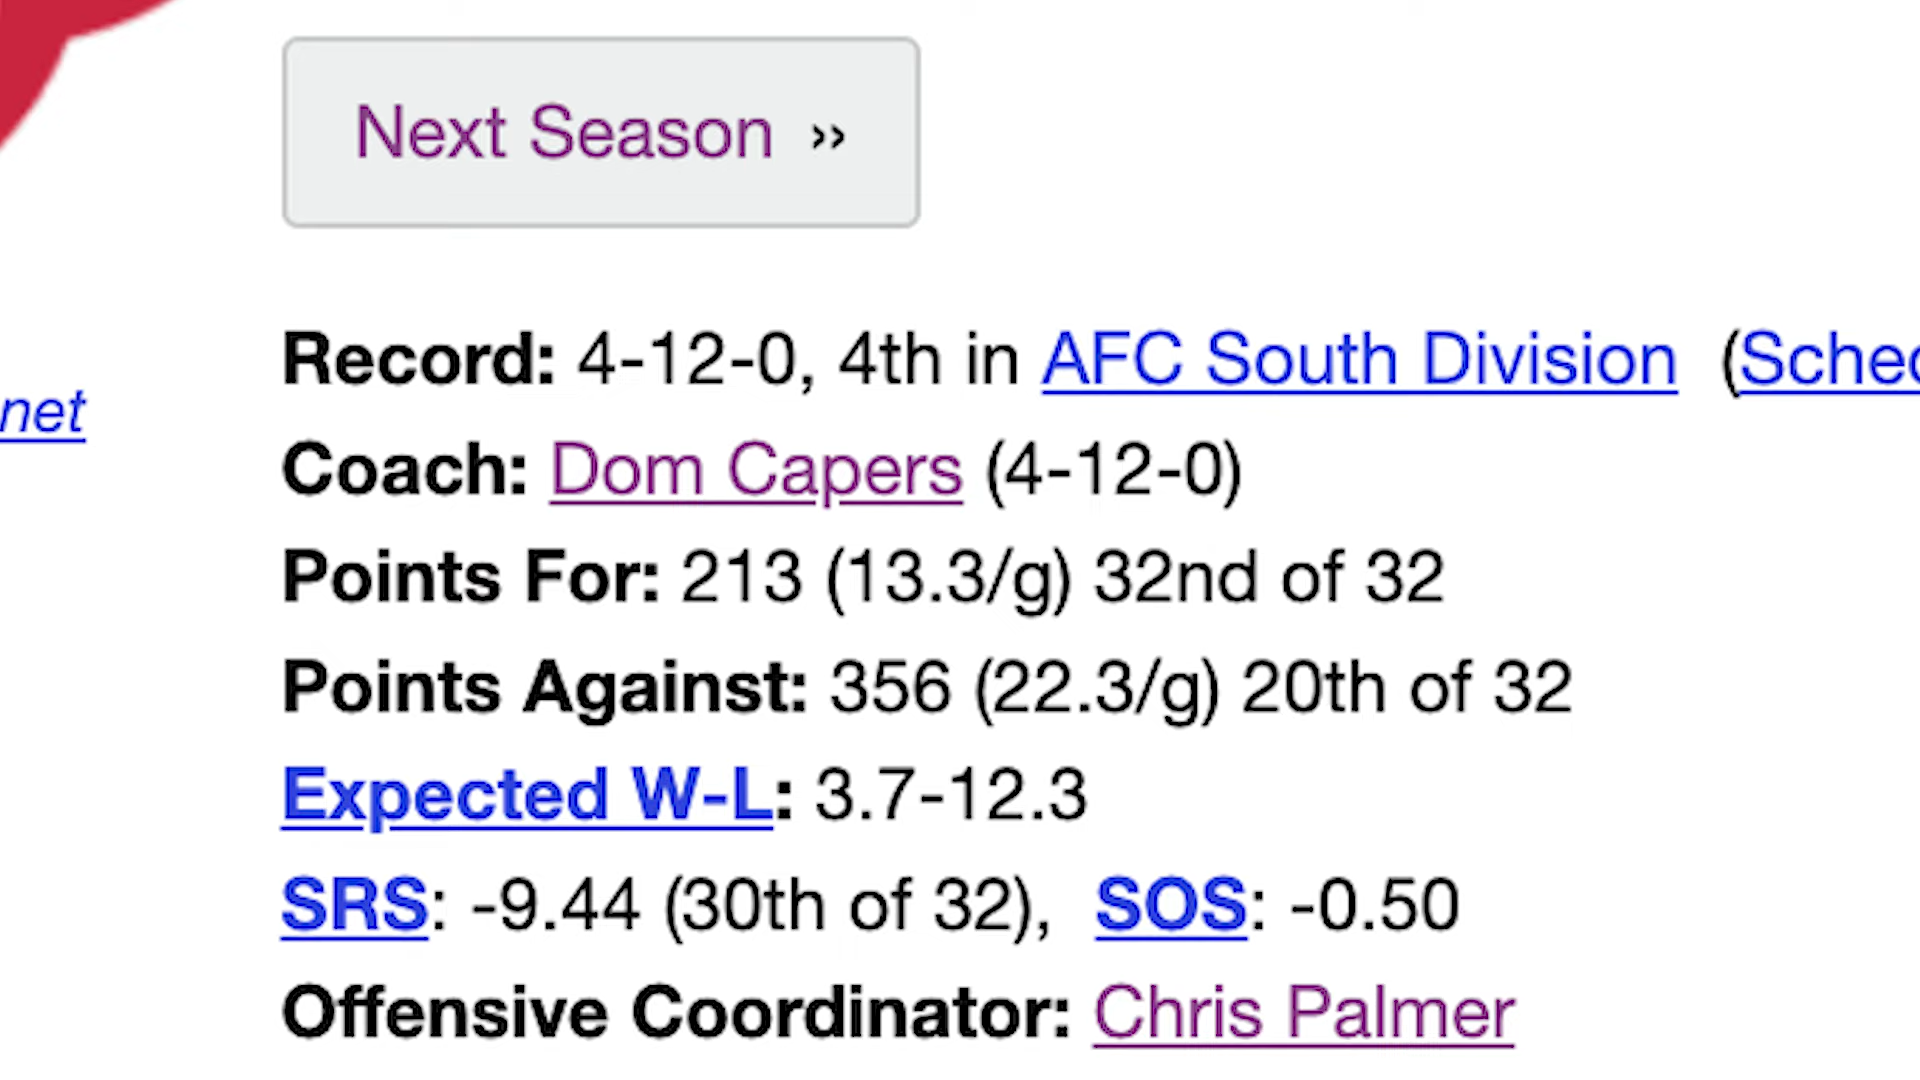 Next Season ››
Record: 4-12-0, 4th in AFC South Division (Sched
net
Coach: Dom Capers (4-12-0)
Points For: 213 (13.3/g) 32nd of 32
Points Against: 356 (22.3/g) 20th of 32
Expected W-L: 3.7-12.3
SRS: -9.44 (30th of 32), SOS: -0.50
Offensive Coordinator: Chris Palmer